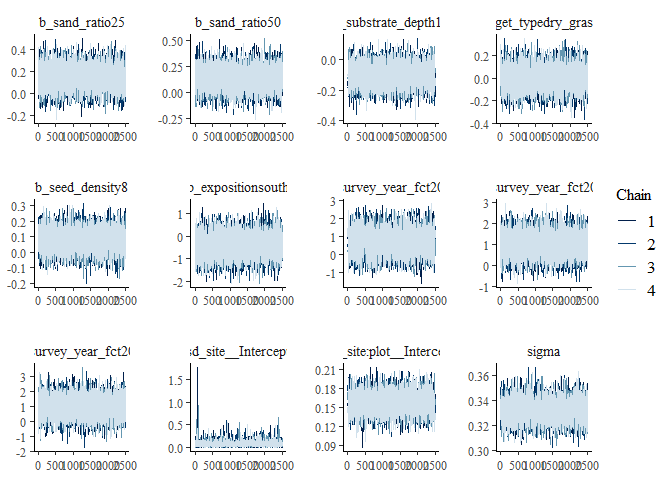 b_sand_ratio25 b_sand_ratio50 _substrate_depth1 get_typedry_gras
0.4 0.2 0.0 -0.2
0.50 0.25 0.00 -0.25
0.0 -0.2 -0.4
0.2 0.0 -0.2 -0.4
0 500 1000 1500 2000 2500 0 500 1000 1500 2000 2500 0 500 1000 1500 2000 2500 0 500 1000 1500 2000 2500
b_seed_density8 b_expositionsouth survey_year_fct20 survey_year_fct20
0.3 0.2 0.1 0.0 -0.1 -0.2
1 0 -1 -2
3 2 1 0 -1
3 2 1 0 -1
0 500 1000 1500 2000 2500 0 500 1000 1500 2000 2500 0 500 1000 1500 2000 2500 0 500 1000 1500 2000 2500
Chain
1
2
3
4
survey_year_fct20 sd_site__Intercep _site:plot__Interce sigma
3 2 1 0 -1 -2
1.5 1.0 0.5 0.0
0.21 0.18 0.15 0.12 0.09
0.36 0.34 0.32 0.30
0 500 1000 1500 2000 2500 0 500 1000 1500 2000 2500 0 500 1000 1500 2000 2500 0 500 1000 1500 2000 2500